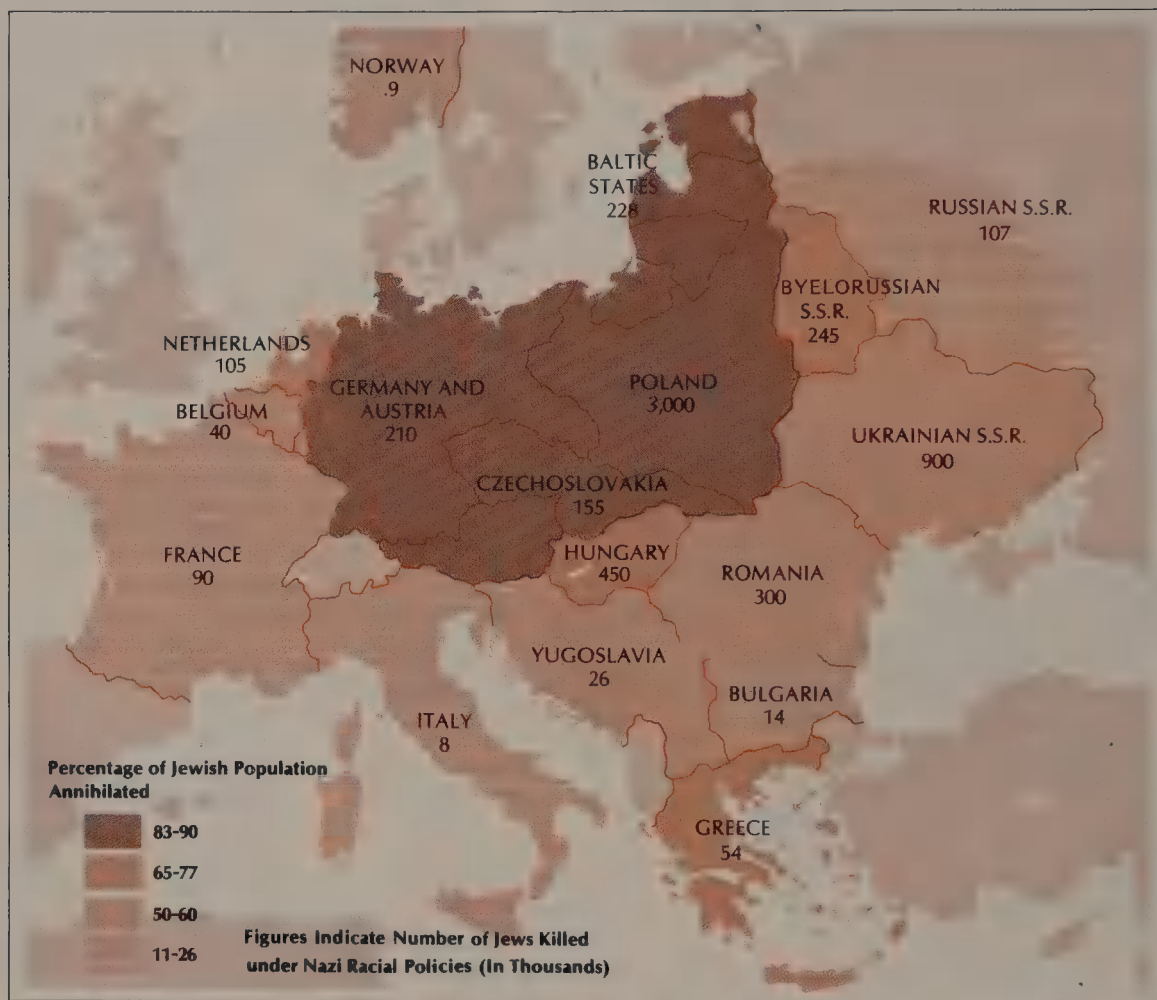 NORWAY
.9
BALTIC
STATES
228
RUSSIAN S.S.R.
107
BYELORUSSIAN
S.S.R.
245
NETHERLANDS
105
GERMANY AND
AUSTRIA
210
POLAND
3,000
BELGIUM
40
UKRAINIAN S.S.R.
900
CZECHOSLOVAKIA
155
FRANCE
90
HUNGARY
450
ROMANIA
300
YUGOSLAVIA
26
BULGARIA
14
ITALY
8
GREECE
54
Percentage of Jewish Population
Annihilated
83-90
65-77
50-60
11-26
Figures Indicate Number of Jews Killed
under Nazi Racial Policies (In Thousands)